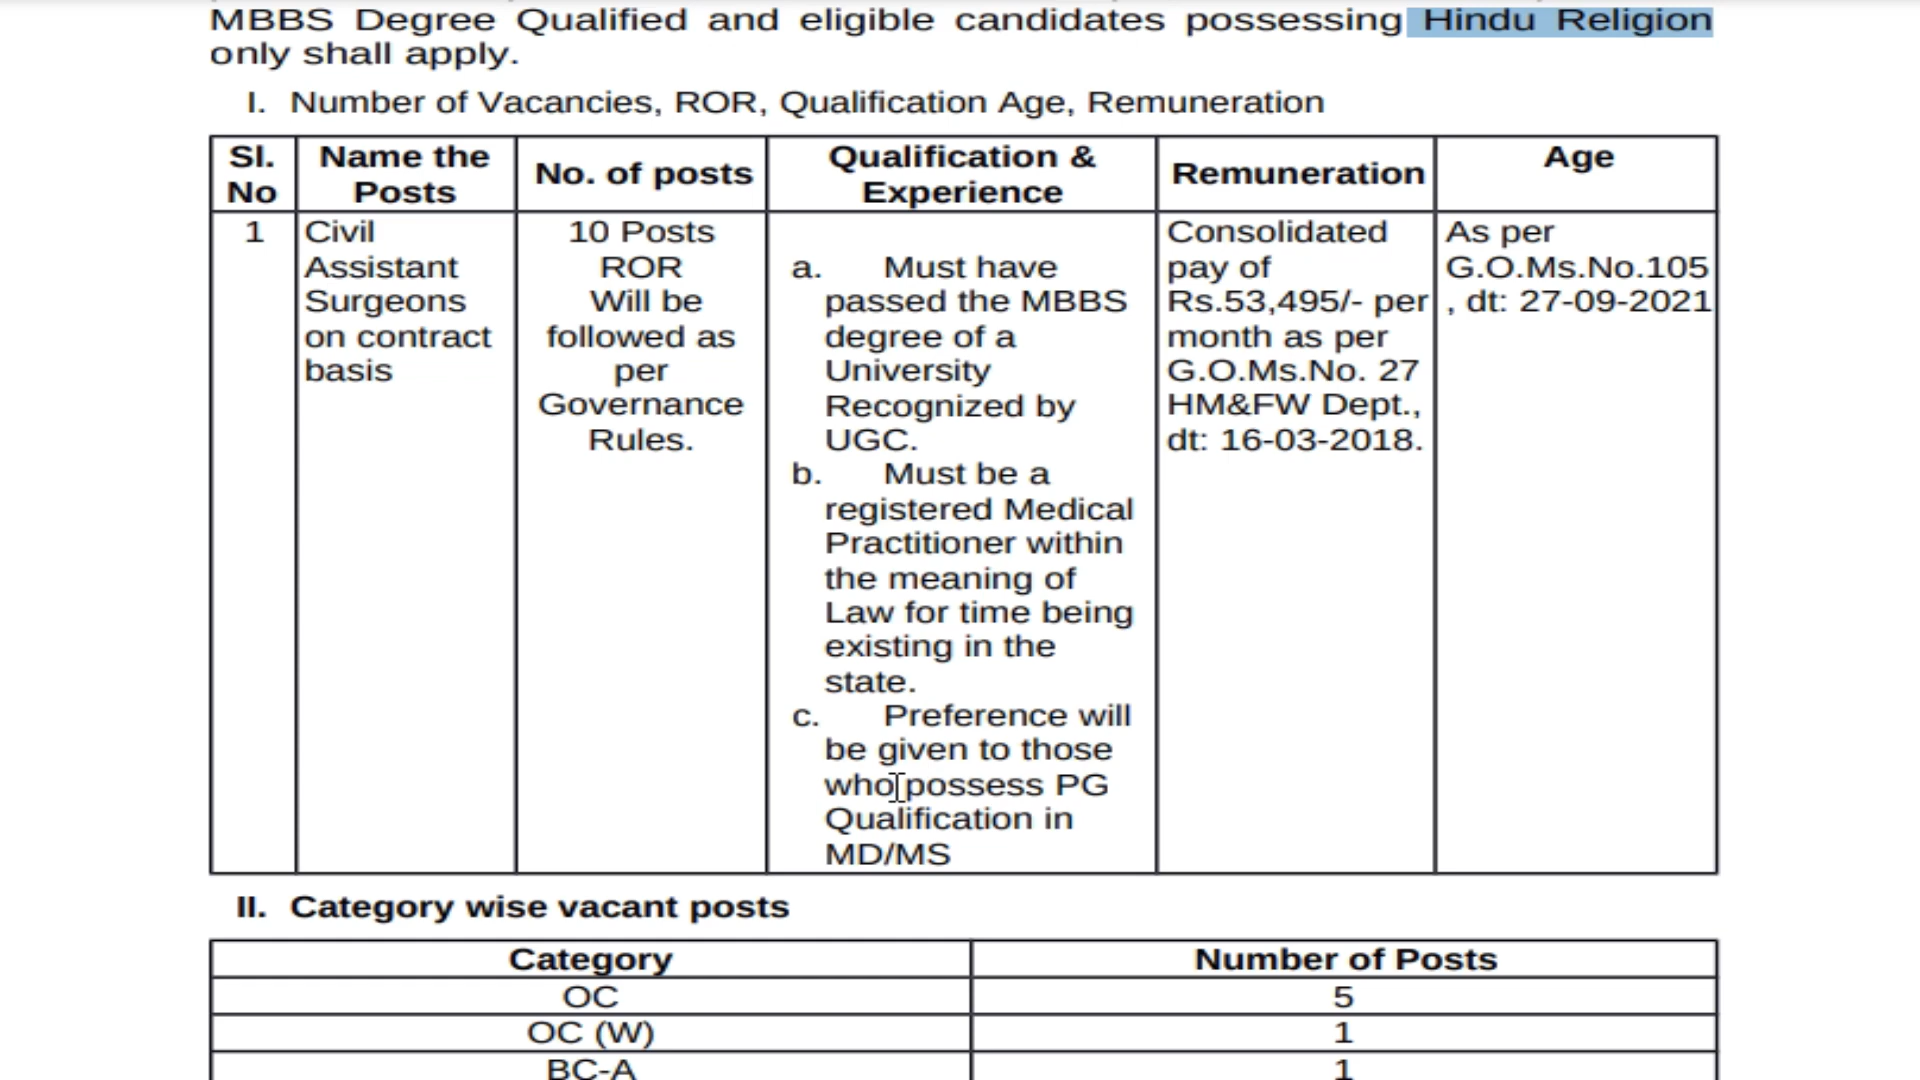 MBBS Degree Qualified and eligible candidates possessing Hindu Religion
only shall apply.
I. Number of Vacancies, ROR, Qualification Age, Remuneration
Sl. No
Name the Posts
No. of posts
Qualification & Experience
Remuneration
Age
1
Civil
Assistant
Surgeons
on contract
basis
10 Posts
ROR
Will be
followed as
per
Governance
Rules.
a. Must have
passed the MBBS
degree of a
University
Recognized by
UGC.
b. Must be a
registered Medical
Practitioner within
the meaning of
Law for time being
existing in the
state.
c. Preference will
be given to those
who possess PG
Qualification in
MD/MS
Consolidated
pay of
Rs.53,495/- per
month as per
G.O.Ms.No. 27
HM&FW Dept.,
dt: 16-03-2018.
As per
G.O.Ms.No.105
, dt: 27-09-2021
II. Category wise vacant posts
Category Number of Posts
OC 5
OC (W) 1
BC-A 1